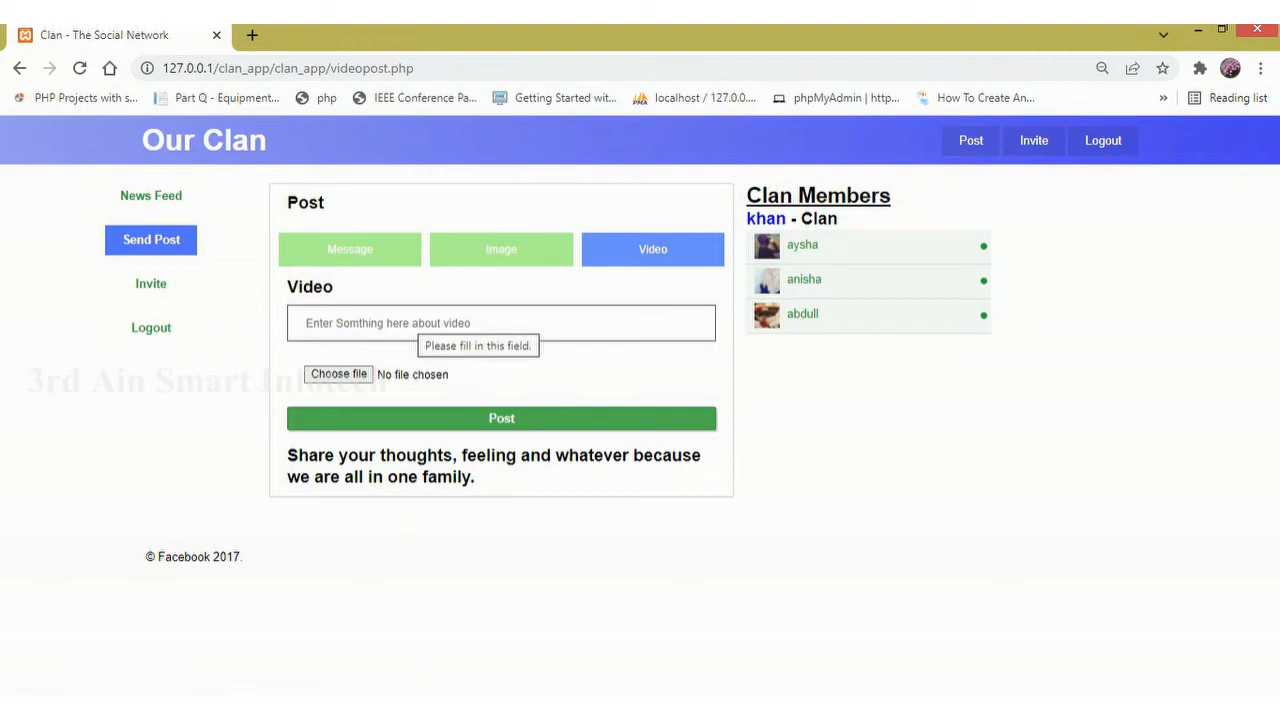 Clan - The Social Network
127.0.0.1/clan_app/clan_app/videopost.php
PHP Projects with s... Part Q - Equipment... php IEEE Conference Pa... Getting Started wit... localhost / 127.0.0.... phpMyAdmin | http... How To Create An... » Reading list
Our Clan
Post Invite Logout
News Feed
Send Post
Invite
Logout
Post
Message Image Video
Video
Enter Somthing here about video
Please fill in this field.
Choose file No file chosen
Post
Share your thoughts, feeling and whatever because
we are all in one family.
Clan Members
khan - Clan
aysha
anisha
abdull
3rd Ain Smart Infotech
© Facebook 2017.